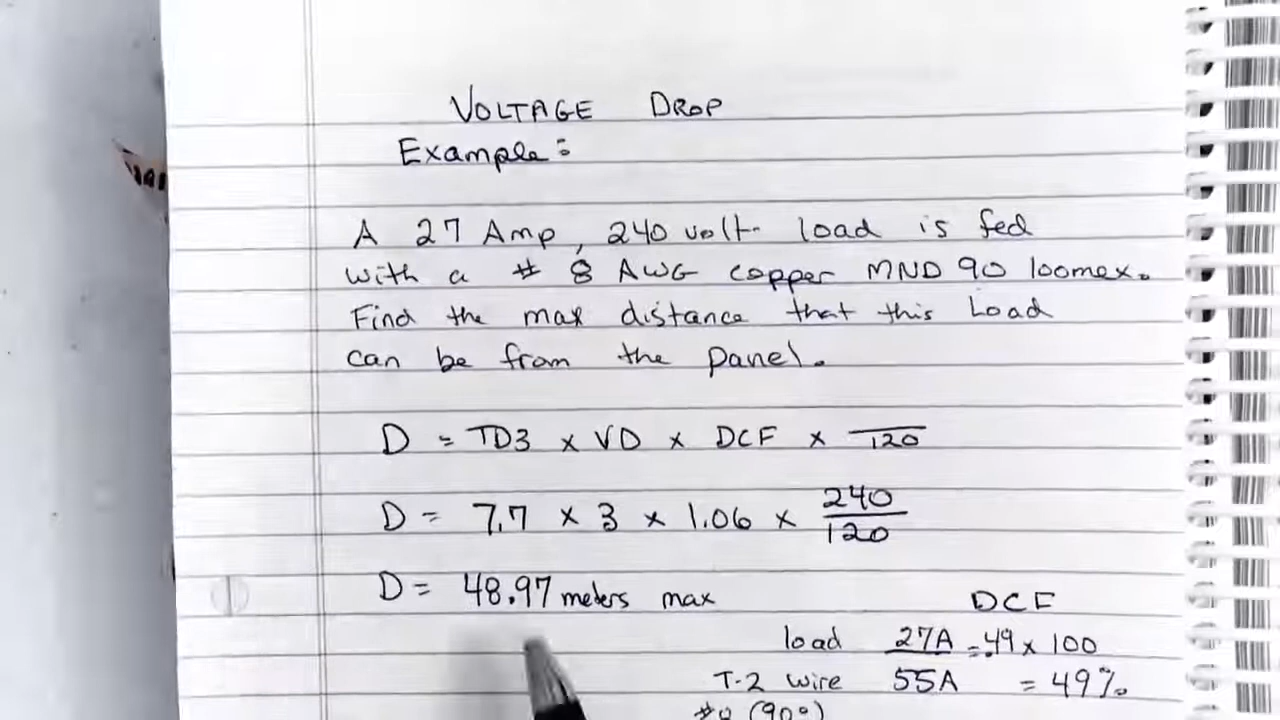 VOLTAGE DROP
Example:
A 27 Amp, 240 volt load is fed
with a # 8 AWG copper MND 90 loomex.
Find the max distance that this Load
can be from the panel.
D = TD3 x VD x DCF x /120
D = 7.7 x 3 x 1.06 x 240/120
D = 48.97 meters max
DCF
load 27A = .49 x 100
T-2 wire 55A = 49%
(90°)